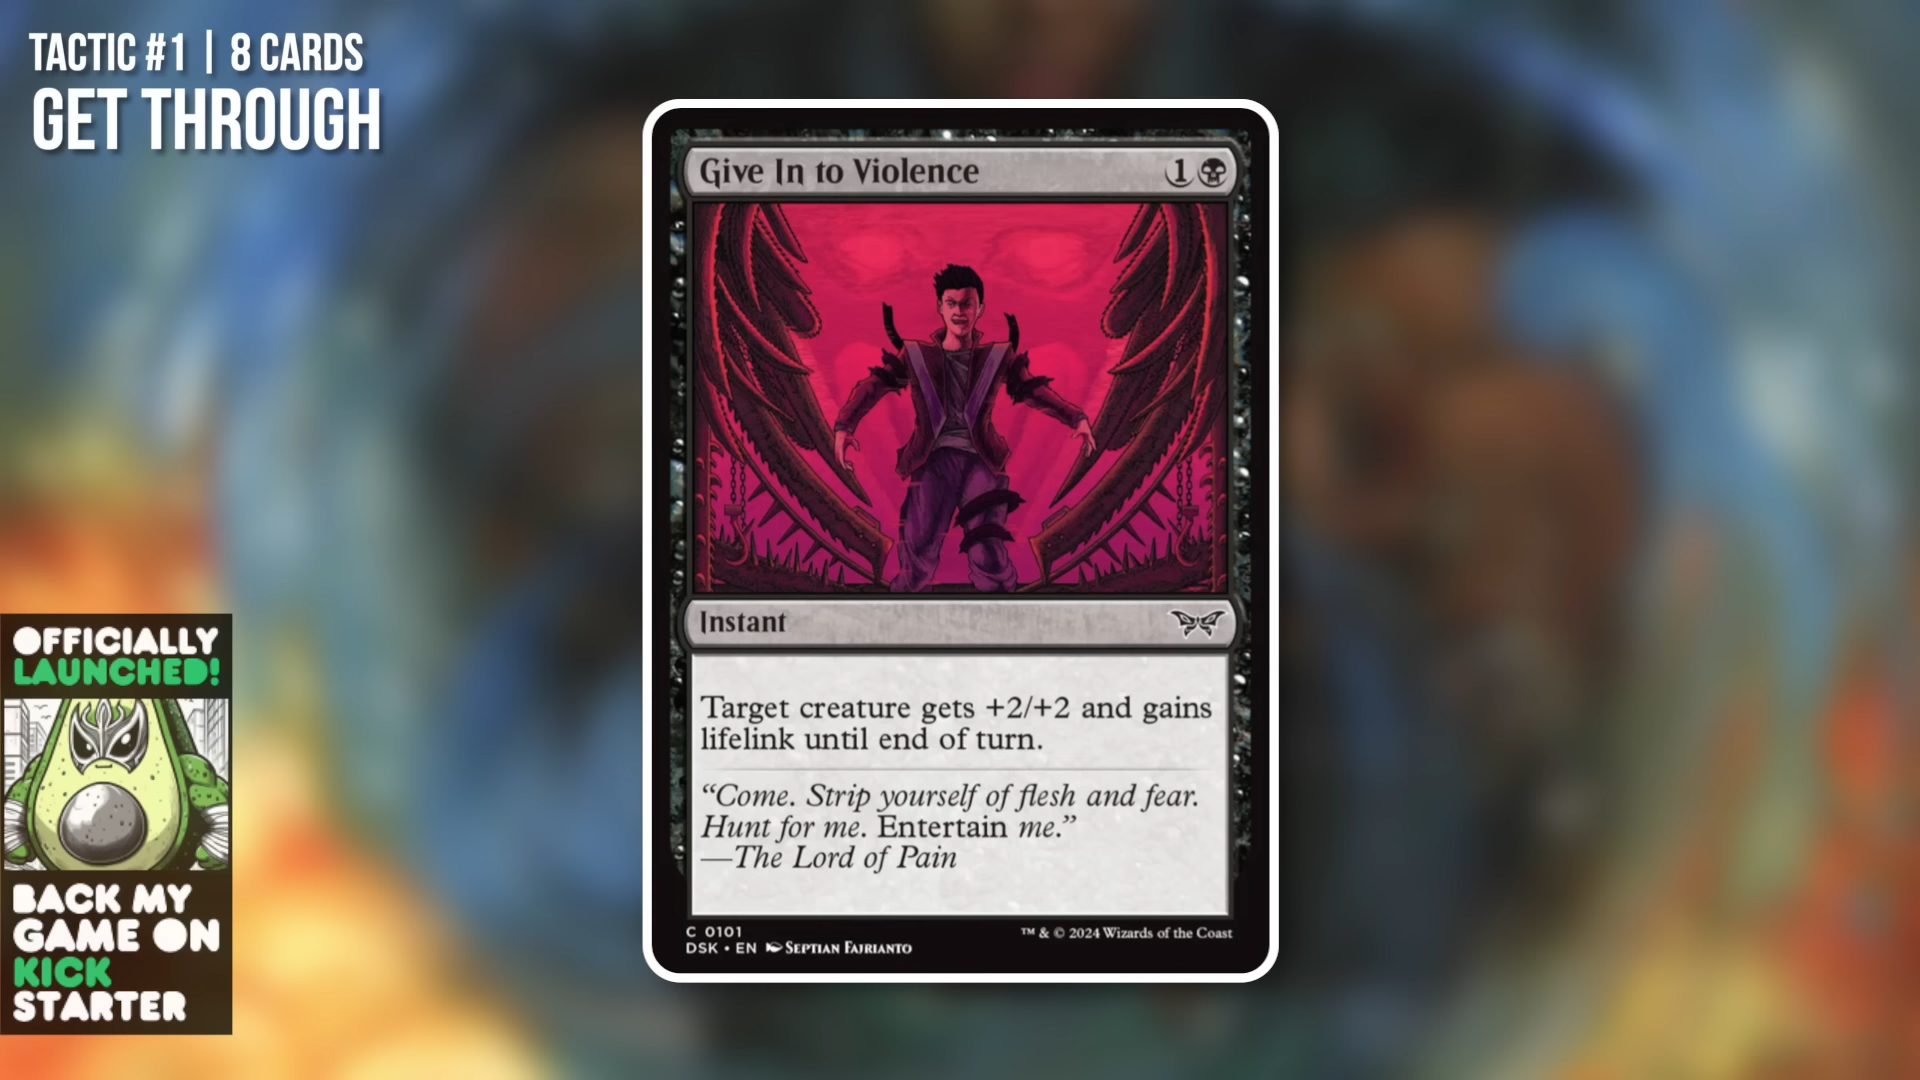 TACTIC #1 | 8 CARDS
GET THROUGH
Give In to Violence 1
Instant
Target creature gets +2/+2 and gains
lifelink until end of turn.
“Come. Strip yourself of flesh and fear.
Hunt for me. Entertain me.”
—The Lord of Pain
C 0101
DSK • EN SEPTIAN FAJRIANTO
™ & © 2024 Wizards of the Coast
OFFICIALLY
LAUNCHED!
BACK MY
GAME ON
KICK
STARTER